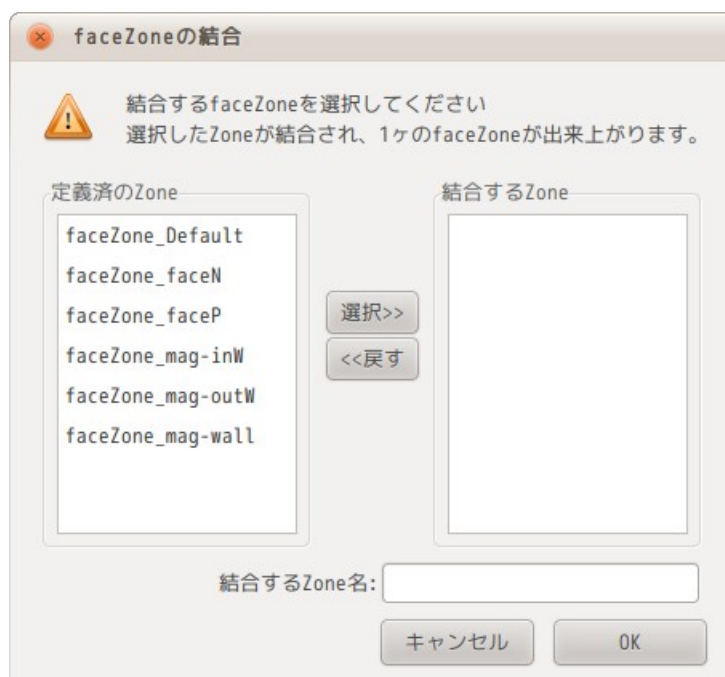 faceZoneの結合
結合するfaceZoneを選択してください
選択したZoneが結合され、1ヶのfaceZoneが出来上がります。
定義済のZone
faceZone_Default
faceZone_faceN
faceZone_faceP
faceZone_mag-inW
faceZone_mag-outW
faceZone_mag-wall
選択>>
<<戻す
結合するZone
結合するZone名:
キャンセル
OK